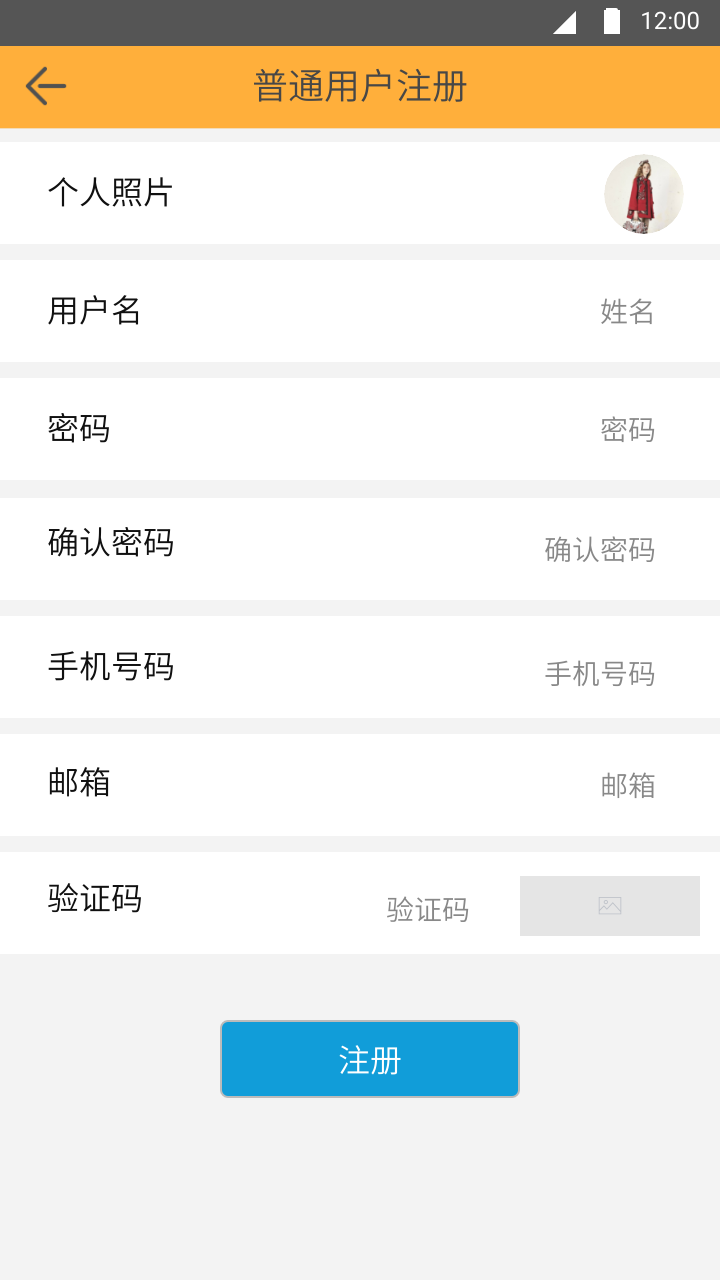 12:00
普通用户注册
个人照片
用户名 姓名
密码 密码
确认密码 确认密码
手机号码 手机号码
邮箱 邮箱
验证码 验证码
注册